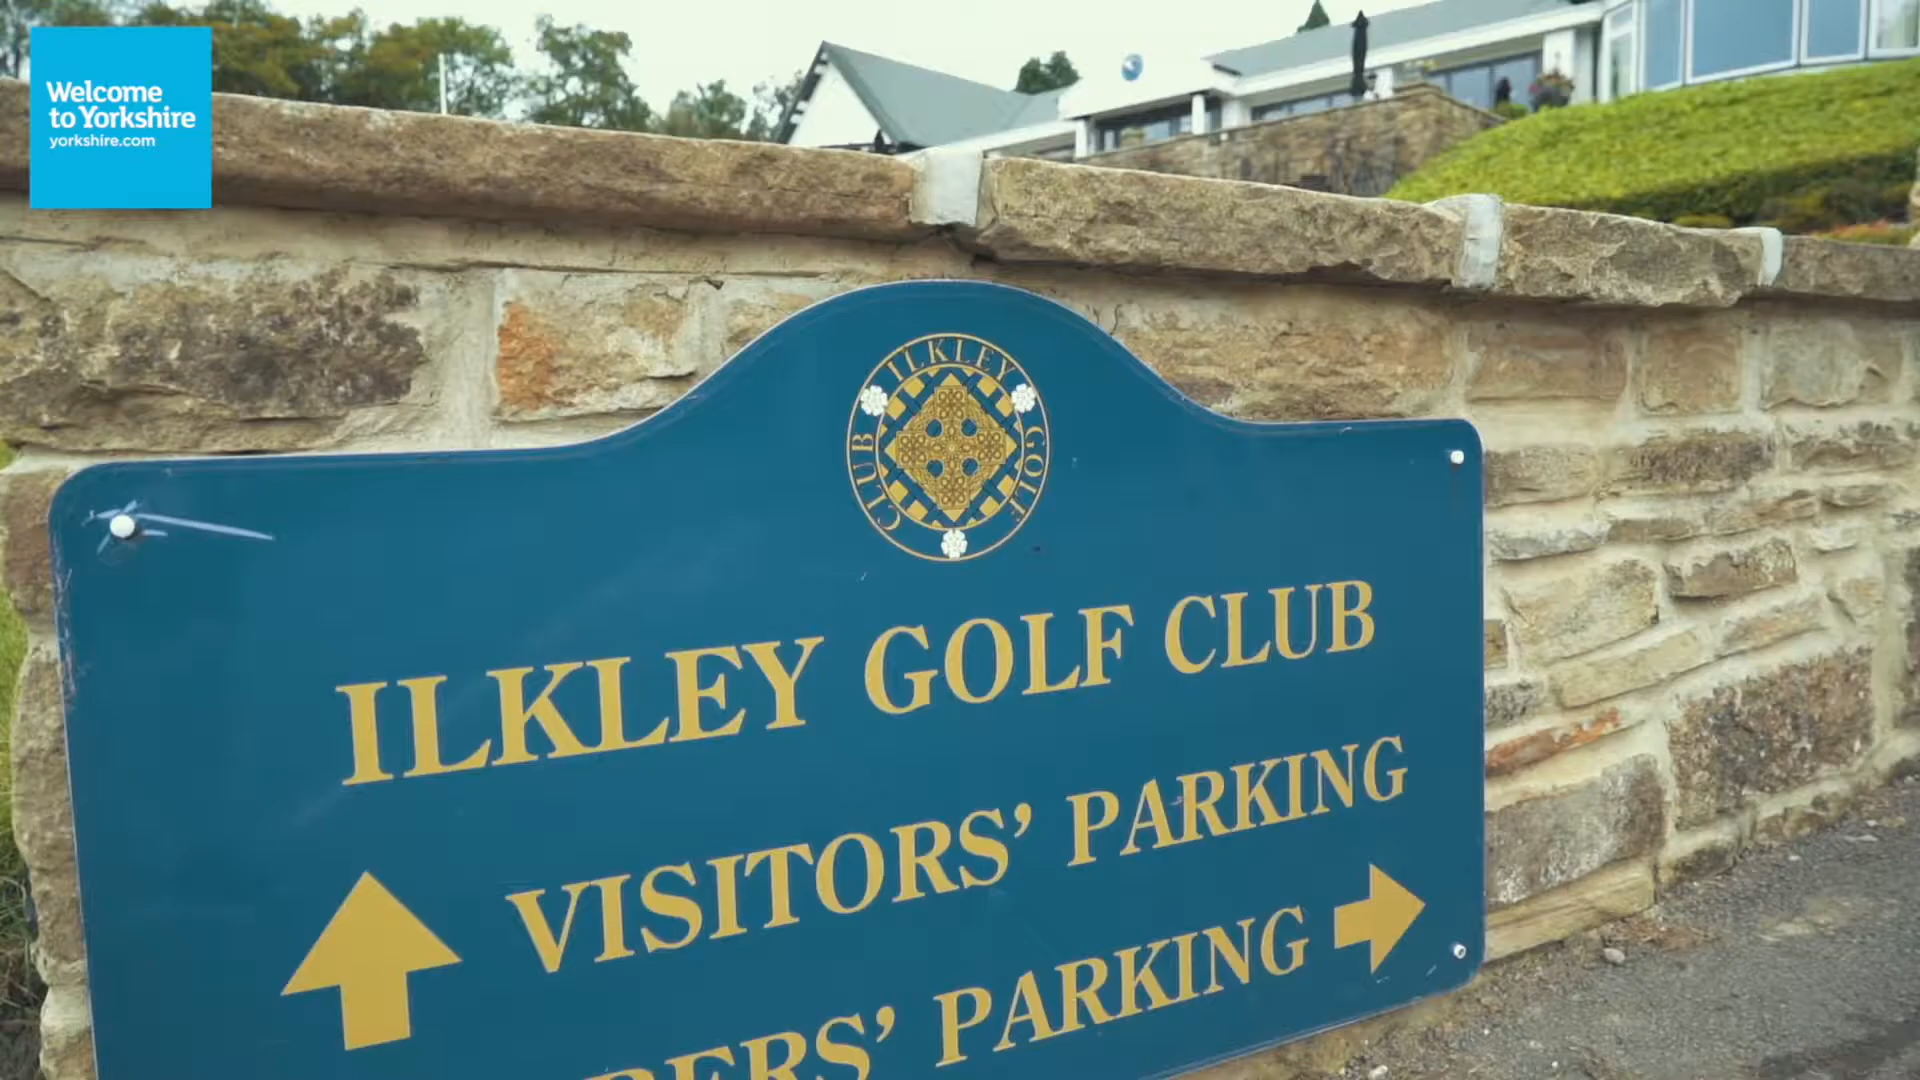 Welcome
to Yorkshire
yorkshire.com
ILKLEY GOLF CLUB
ILKLEY GOLF CLUB
VISITORS' PARKING
PARKING